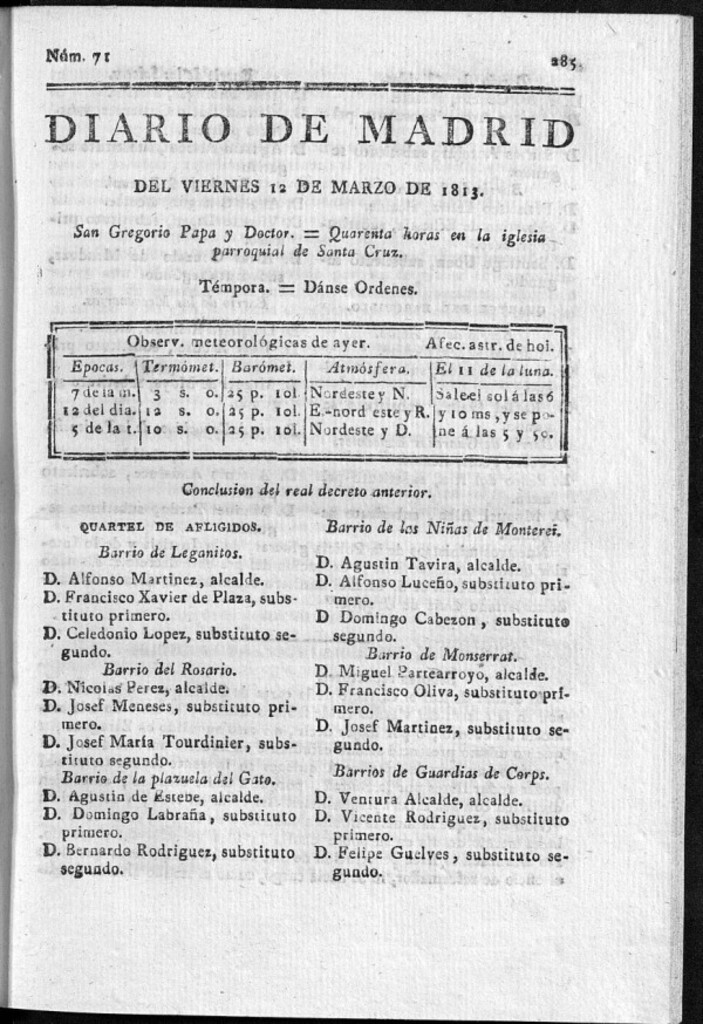 Núm. 71
285.
DIARIO DE MADRID
DEL VIERNES 12 DE MARZO DE 1813.
San Gregorio Papa y Doctor. = Quarenta horas en la iglesia
parroquial de Santa Cruz.
Témpora. = Dánse Ordenes.
Observ. meteorológicas de ayer. Afec. astr. de hoi.
Epocas. Termómet. Barómet. Atmósfera. El 11 de la luna.
7 de la m. 3 s. o. 25 p. 10l. Nordeste y N. Sale el sol á las 6
12 del dia. 12 s. o. 25 p. 10l. E.-nord este y R. y 10 ms, y se po-
5 de la t. 10 s. o. 25 p. 10l. Nordeste y D. ne á las 5 y 50.
Conclusion del real decreto anterior.
QUARTEL DE AFLIGIDOS.
Barrio de Leganitos.
D. Alfonso Martinez, alcalde.
D. Francisco Xavier de Plaza, subs-
tituto primero.
D. Celedonio Lopez, substituto se-
gundo.
Barrio del Rosario.
D. Nicolas Perez, alcalde.
D. Josef Meneses, substituto pri-
mero.
D. Josef María Tourdinier, subs-
tituto segundo.
Barrio de la plazuela del Gato.
D. Agustin de Esteve, alcalde.
D. Domingo Labraña, substituto
primero.
D. Bernardo Rodriguez, substituto
segundo.
Barrio de las Niñas de Monterei.
D. Agustin Tavira, alcalde.
D. Alfonso Luceño, substituto pri-
mero.
D Domingo Cabezon, substituto
segundo.
Barrio de Monserrat.
D. Miguel Partearroyo, alcalde.
D. Francisco Oliva, substituto pri-
mero.
D. Josef Martinez, substituto se-
gundo.
Barrios de Guardias de Corps.
D. Ventura Alcalde, alcalde.
D. Vicente Rodriguez, substituto
primero.
D. Felipe Guelves, substituto se-
gundo.